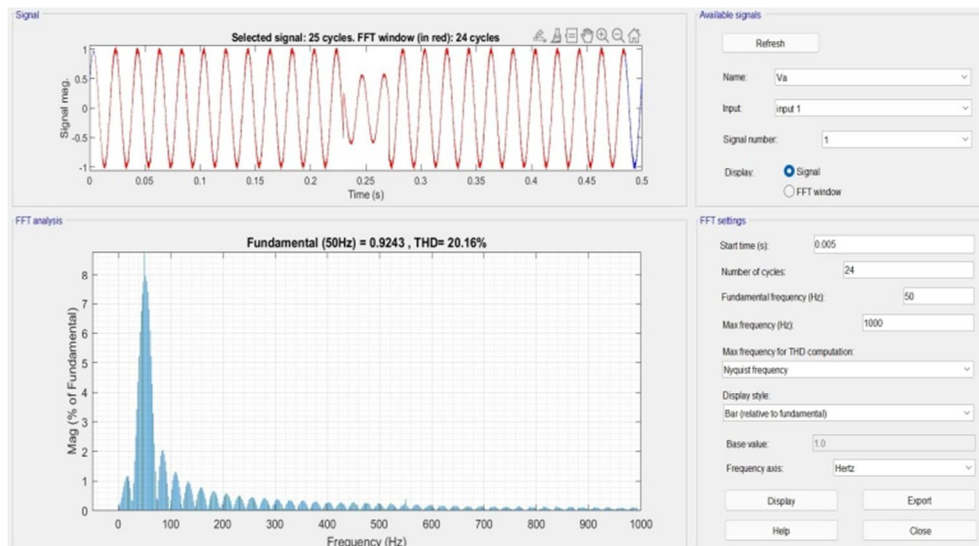 Signal
Selected signal: 25 cycles. FFT window (in red): 24 cycles
Signal mag.
1
0.5
0
-0.5
-1
0 0.05 0.1 0.15 0.2 0.25 0.3 0.35 0.4 0.45 0.5
Time (s)
FFT analysis
Fundamental (50Hz) = 0.9243 , THD= 20.16%
Mag (% of Fundamental)
8
7
6
5
4
3
2
1
0
0 100 200 300 400 500 600 700 800 900 1000
Frequency (Hz)
Available signals
Refresh
Name: Va
Input: input 1
Signal number: 1
Display: Signal
FFT window
FFT settings
Start time (s): 0.005
Number of cycles: 24
Fundamental frequency (Hz): 50
Max frequency (Hz): 1000
Max frequency for THD computation:
Nyquist frequency
Display style:
Bar (relative to fundamental)
Base value: 1.0
Frequency axis: Hertz
Display Export
Help Close